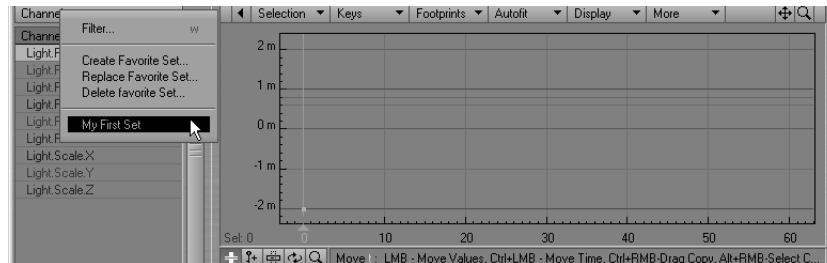 Channe
Selection Keys Footprints Autofit Display More
Filter... w
Channe
Light.P
Light.F
Create Favorite Set...
Light.F
Replace Favorite Set...
Light.F
Delete favorite Set...
Light.F
My First Set
Light.F
Light.Scale.X
Light.Scale.Y
Light.Scale.Z
2 m
1 m
0 m
-1 m
-2 m
Sel: 0 0 10 20 30 40 50 60
Move : LMB - Move Values, Ctrl+LMB - Move Time, Ctrl+RMB-Drag Copy, Alt+RMB-Select C...